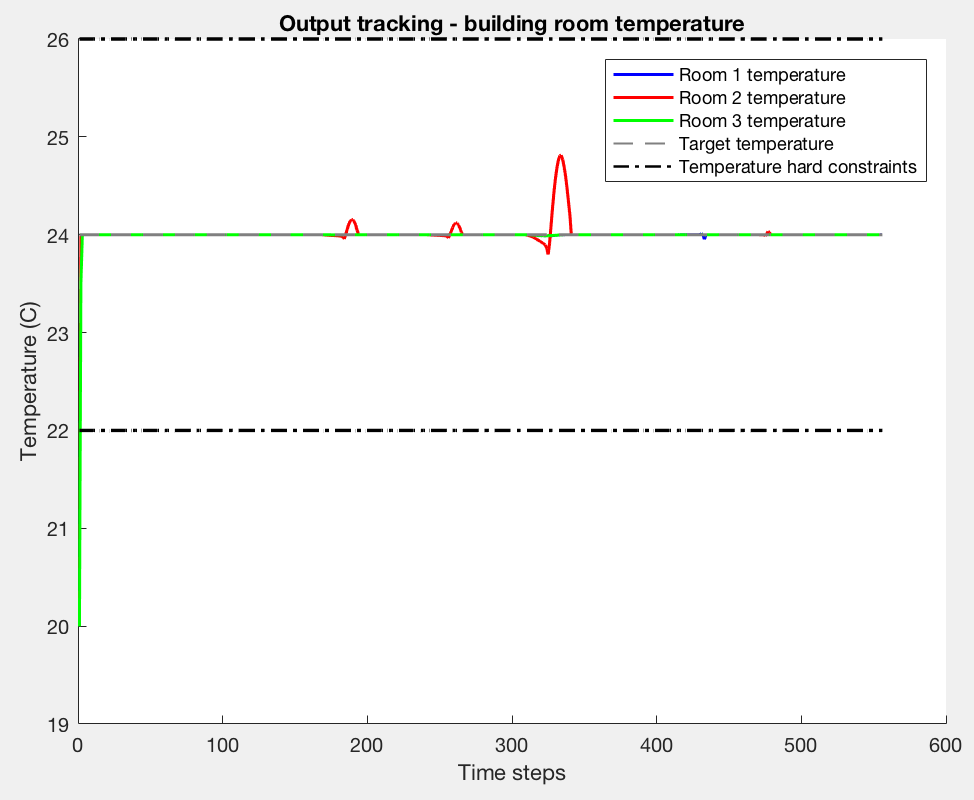 Output tracking - building room temperature
26
25
24
23
22
21
20
19
Temperature (C)
Room 1 temperature
Room 2 temperature
Room 3 temperature
Target temperature
Temperature hard constraints
0 100 200 300 400 500 600
Time steps